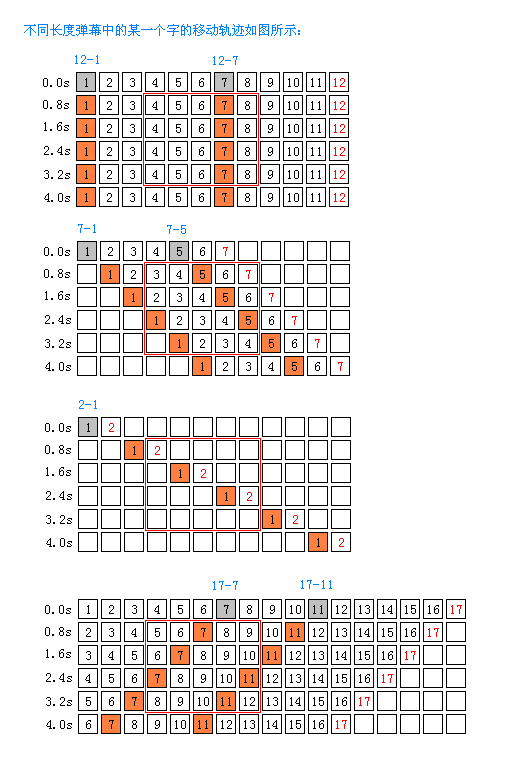 不同长度弹幕中的某一个字的移动轨迹如图所示：
12-1 12-7
0.0s 1 2 3 4 5 6 7 8 9 10 11 12
0.8s 1 2 3 4 5 6 7 8 9 10 11 12
1.6s 1 2 3 4 5 6 7 8 9 10 11 12
2.4s 1 2 3 4 5 6 7 8 9 10 11 12
3.2s 1 2 3 4 5 6 7 8 9 10 11 12
4.0s 1 2 3 4 5 6 7 8 9 10 11 12
7-1 7-5
0.0s 1 2 3 4 5 6 7
0.8s 1 2 3 4 5 6 7
1.6s 1 2 3 4 5 6 7
2.4s 1 2 3 4 5 6 7
3.2s 1 2 3 4 5 6 7
4.0s 1 2 3 4 5 6 7
2-1
0.0s 1 2
0.8s 1 2
1.6s 1 2
2.4s 1 2
3.2s 1 2
4.0s 1 2
17-7 17-11
0.0s 1 2 3 4 5 6 7 8 9 10 11 12 13 14 15 16 17
0.8s 2 3 4 5 6 7 8 9 10 11 12 13 14 15 16 17
1.6s 3 4 5 6 7 8 9 10 11 12 13 14 15 16 17
2.4s 4 5 6 7 8 9 10 11 12 13 14 15 16 17
3.2s 5 6 7 8 9 10 11 12 13 14 15 16 17
4.0s 6 7 8 9 10 11 12 13 14 15 16 17